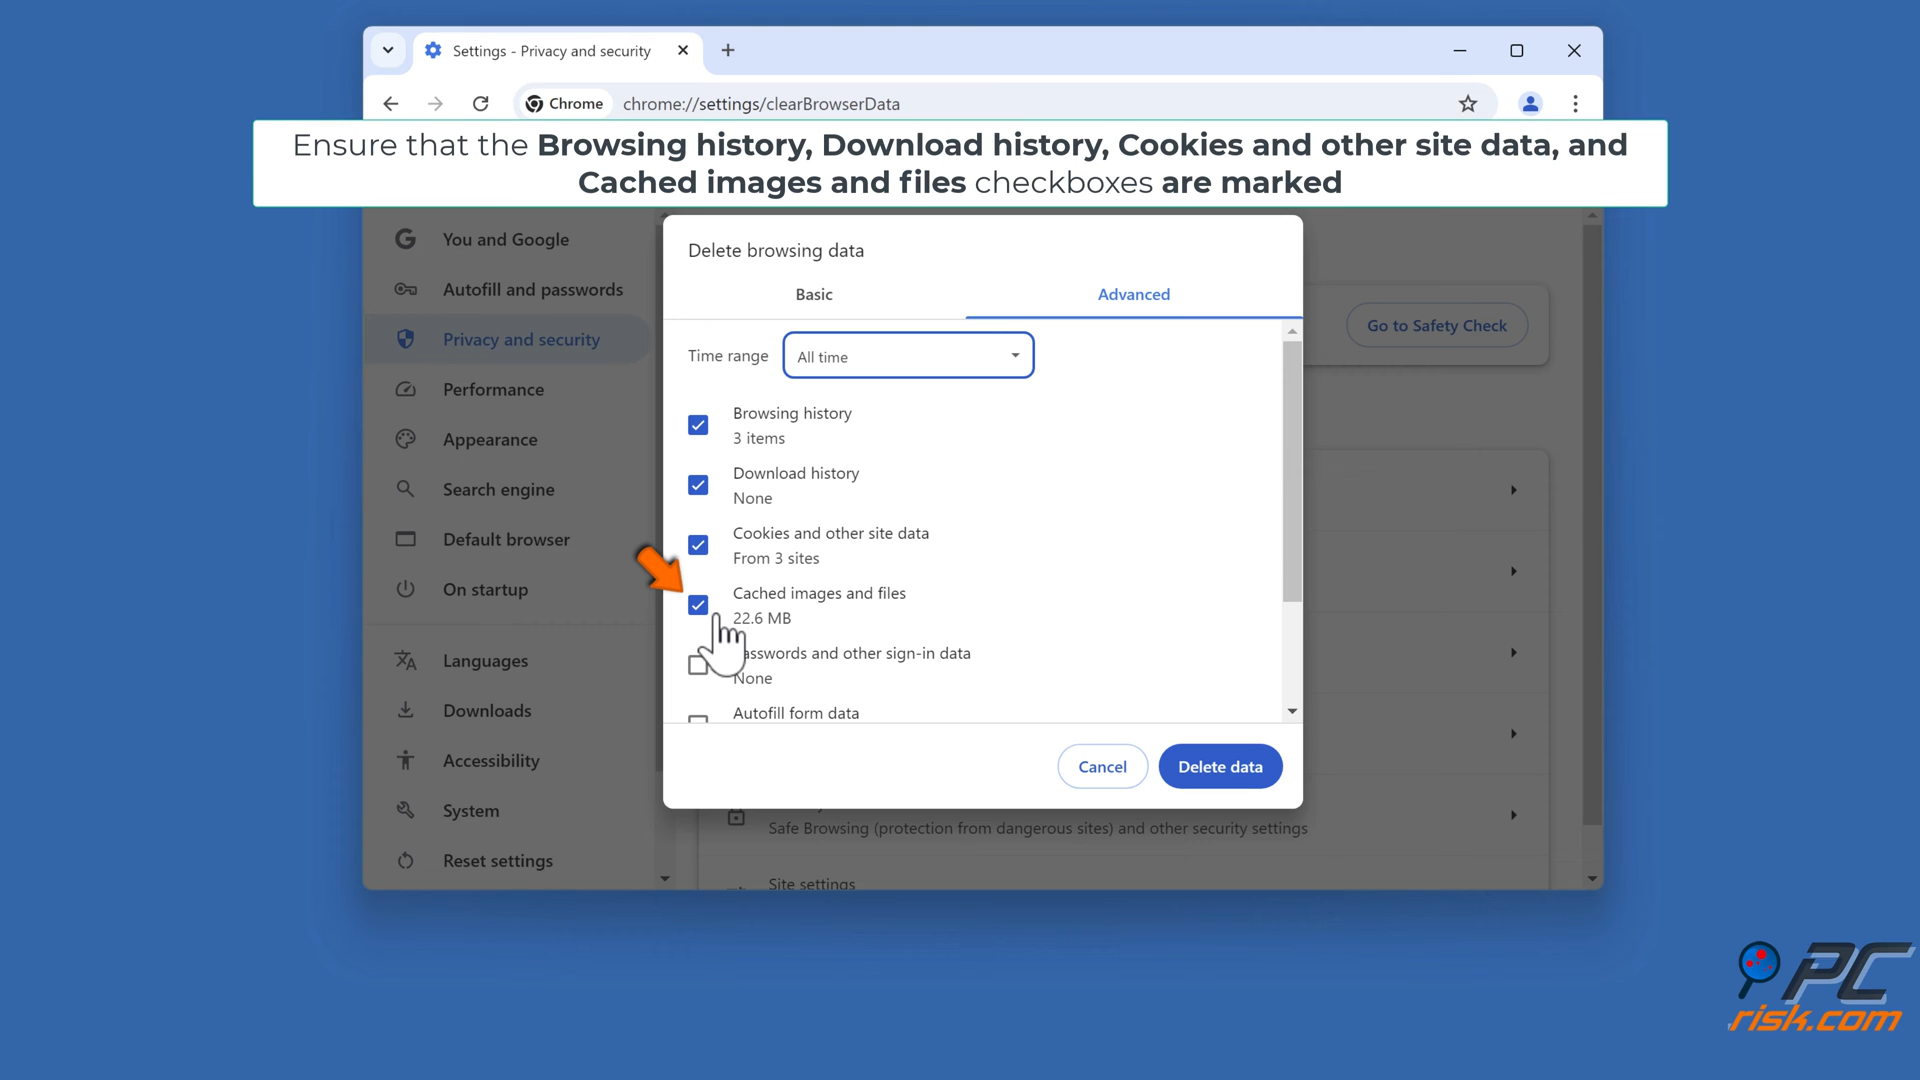 Settings - Privacy and security
Chrome
chrome://settings/clearBrowserData
Ensure that the Browsing history, Download history, Cookies and other site data, and
Cached images and files checkboxes are marked
You and Google
Autofill and passwords
Privacy and security
Performance
Appearance
Search engine
Default browser
On startup
Languages
Downloads
Accessibility
System
Reset settings
Delete browsing data
Basic
Advanced
Time range
All time
Browsing history
3 items
Download history
None
Cookies and other site data
From 3 sites
Cached images and files
22.6 MB
asswords and other sign-in data
None
Autofill form data
Cancel
Delete data
Go to Safety Check
Safe Browsing (protection from dangerous sites) and other security settings
Site settings
PC
risk.com